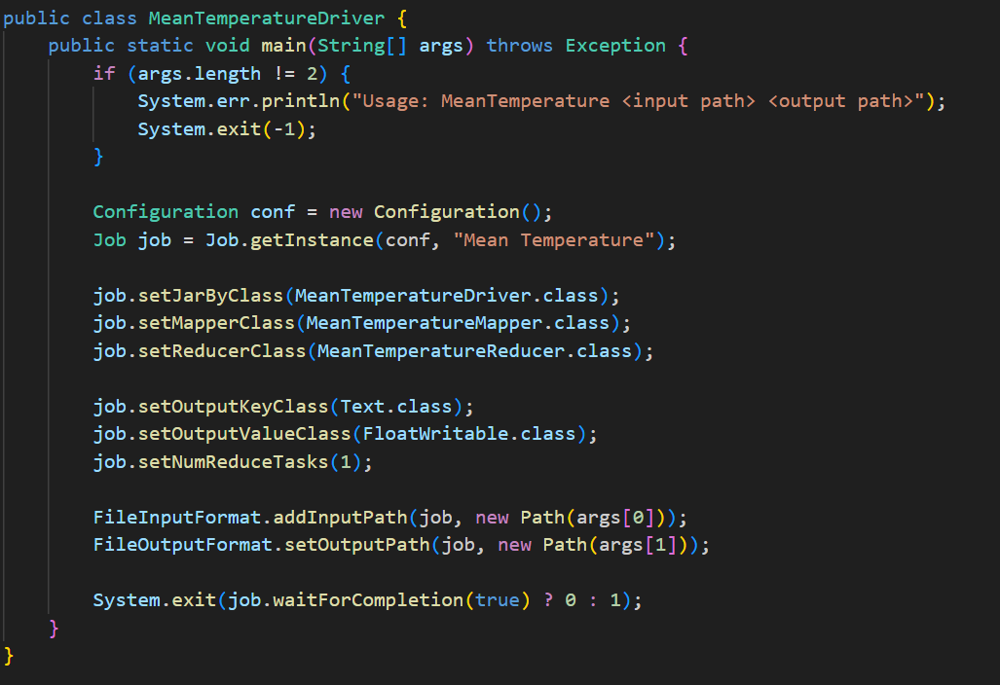 public class MeanTemperatureDriver {
    public static void main(String[] args) throws Exception {
        if (args.length != 2) {
            System.err.println("Usage: MeanTemperature <input path> <output path>");
            System.exit(-1);
        }

        Configuration conf = new Configuration();
        Job job = Job.getInstance(conf, "Mean Temperature");

        job.setJarByClass(MeanTemperatureDriver.class);
        job.setMapperClass(MeanTemperatureMapper.class);
        job.setReducerClass(MeanTemperatureReducer.class);

        job.setOutputKeyClass(Text.class);
        job.setOutputValueClass(FloatWritable.class);
        job.setNumReduceTasks(1);

        FileInputFormat.addInputPath(job, new Path(args[0]));
        FileOutputFormat.setOutputPath(job, new Path(args[1]));

        System.exit(job.waitForCompletion(true) ? 0 : 1);
    }
}